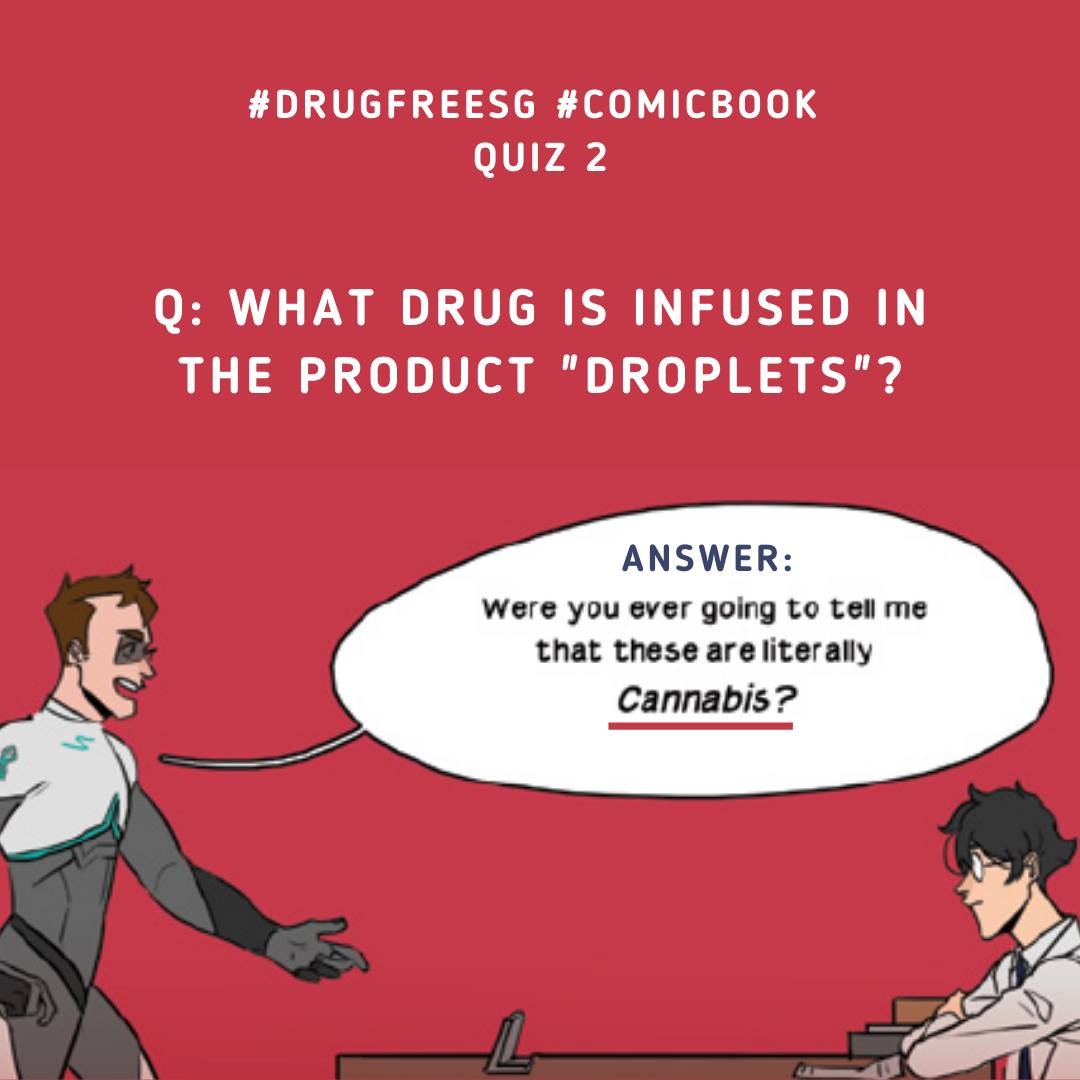 #DRUGFREESG #COMICBOOK
QUIZ 2
Q: WHAT DRUG IS INFUSED IN
THE PRODUCT "DROPLETS"?
ANSWER:
Were you ever going to tell me
that these are literally
Cannabis?